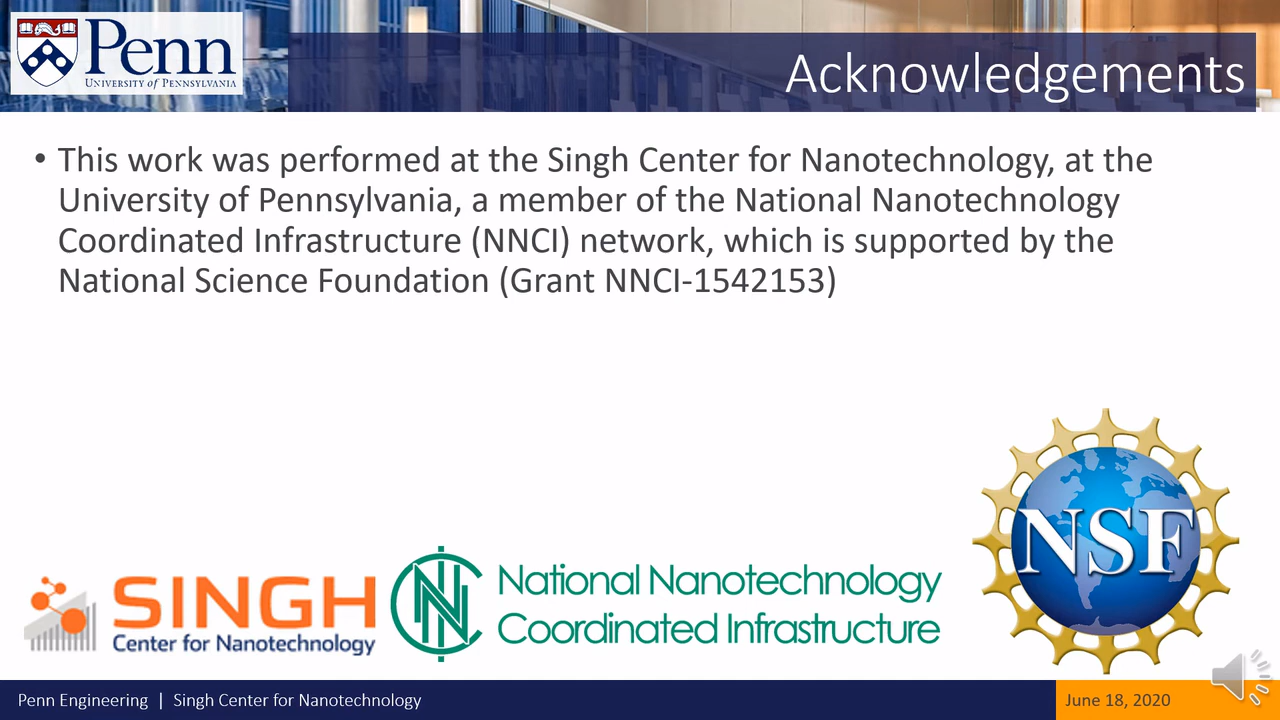 Penn
UNIVERSITY of PENNSYLVANIA
Acknowledgements
• This work was performed at the Singh Center for Nanotechnology, at the
University of Pennsylvania, a member of the National Nanotechnology
Coordinated Infrastructure (NNCI) network, which is supported by the
National Science Foundation (Grant NNCI-1542153)
SINGH
Center for Nanotechnology
NNCI
National Nanotechnology
Coordinated Infrastructure
NSF
Penn Engineering | Singh Center for Nanotechnology
June 18, 2020